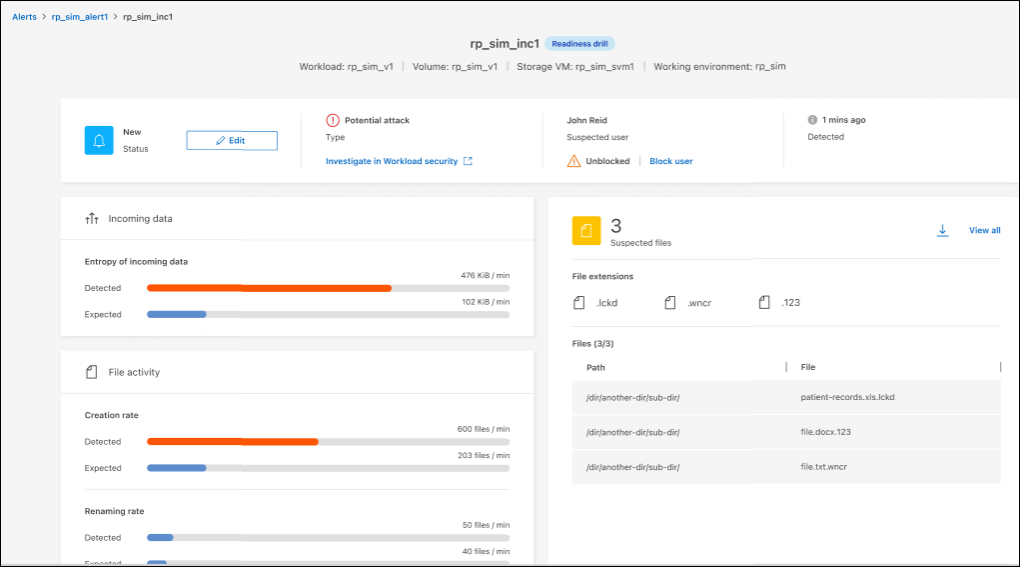 Alerts > rp_sim_alert1 > rp_sim_inc1
rp_sim_inc1 Readiness drill
Workload: rp_sim_v1 | Volume: rp_sim_v1 | Storage VM: rp_sim_svm1 | Working environment: rp_sim
New
Status
Edit
Potential attack
Type
Investigate in Workload security
John Reid
Suspected user
Unblocked | Block user
1 mins ago
Detected
Incoming data
Entropy of incoming data
476 KiB / min
Detected
102 KiB / min
Expected
File activity
Creation rate
600 files / min
Detected
203 files / min
Expected
Renaming rate
50 files / min
Detected
40 files / min
Expected
3
Suspected files
View all
File extensions
.lckd .wncr .123
Files (3/3)
Path File
/dir/another-dir/sub-dir/ patient-records.xls.lckd
/dir/another-dir/sub-dir/ file.docx.123
/dir/another-dir/sub-dir/ file.txt.wncr